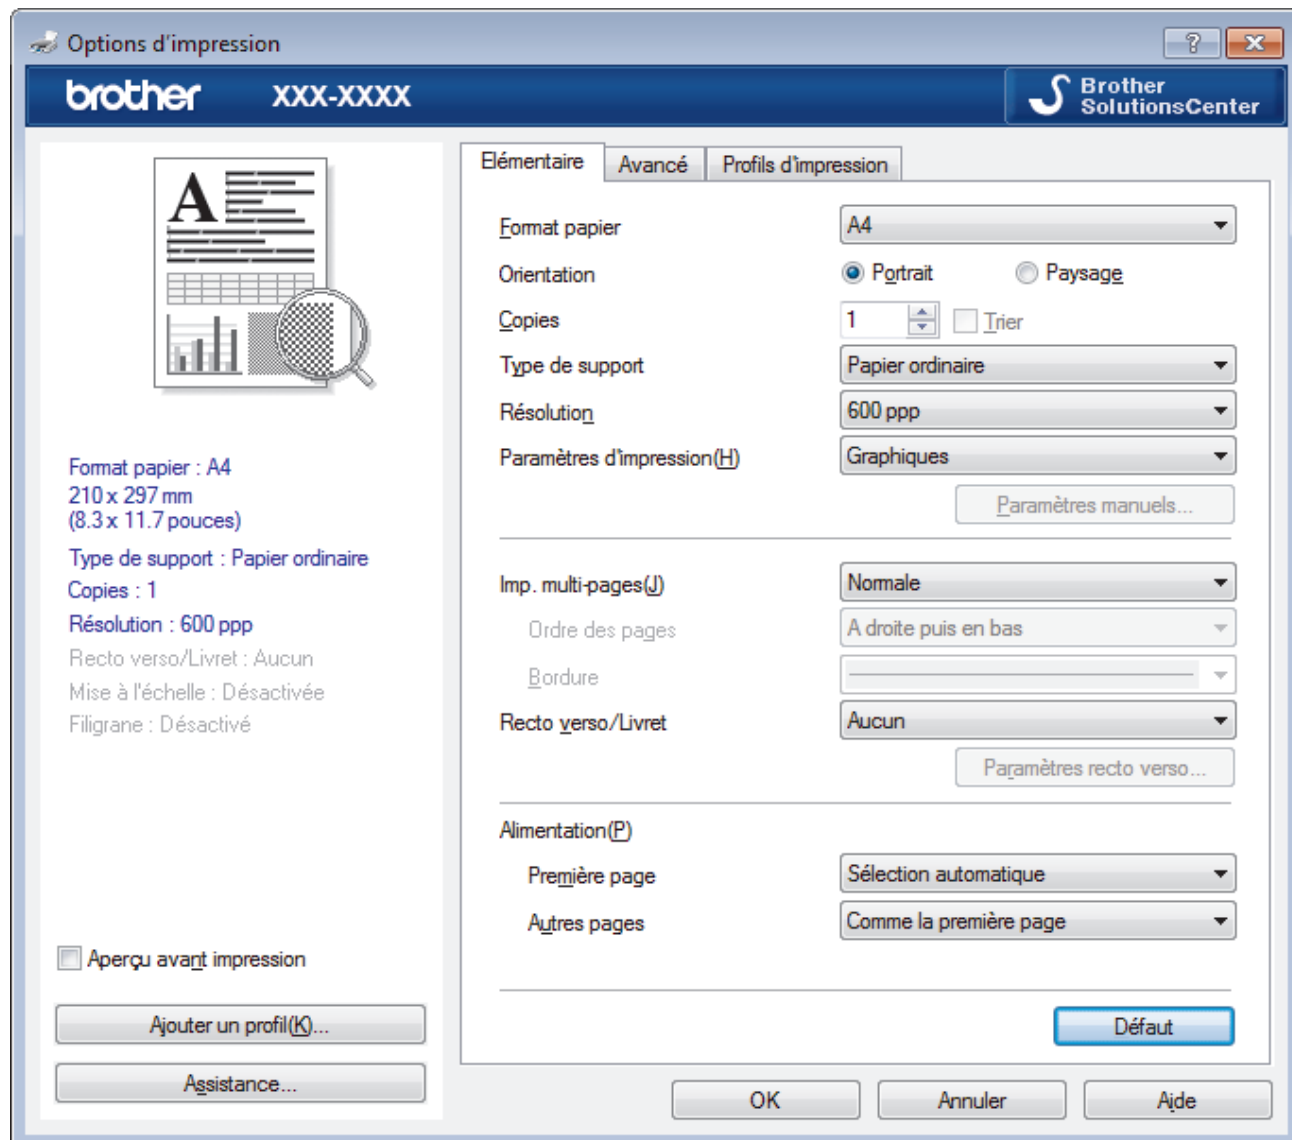 Options d'impression
brother XXX-XXXX Brother SolutionsCenter
A
Format papier : A4
210 x 297 mm
(8.3 x 11.7 pouces)
Type de support : Papier ordinaire
Copies : 1
Résolution : 600 ppp
Recto verso/Livret : Aucun
Mise à l'échelle : Désactivée
Filigrane : Désactivé
Aperçu avant impression
Ajouter un profil(K)...
Assistance...
Elémentaire Avancé Profils d'impression
Format papier A4
Orientation Portrait Paysage
Copies 1 Trier
Type de support Papier ordinaire
Résolution 600 ppp
Paramètres d'impression(H) Graphiques
Paramètres manuels...
Imp. multi-pages(J) Normale
Ordre des pages A droite puis en bas
Bordure
Recto verso/Livret Aucun
Paramètres recto verso...
Alimentation(P)
Première page Sélection automatique
Autres pages Comme la première page
Défaut
OK Annuler Aide